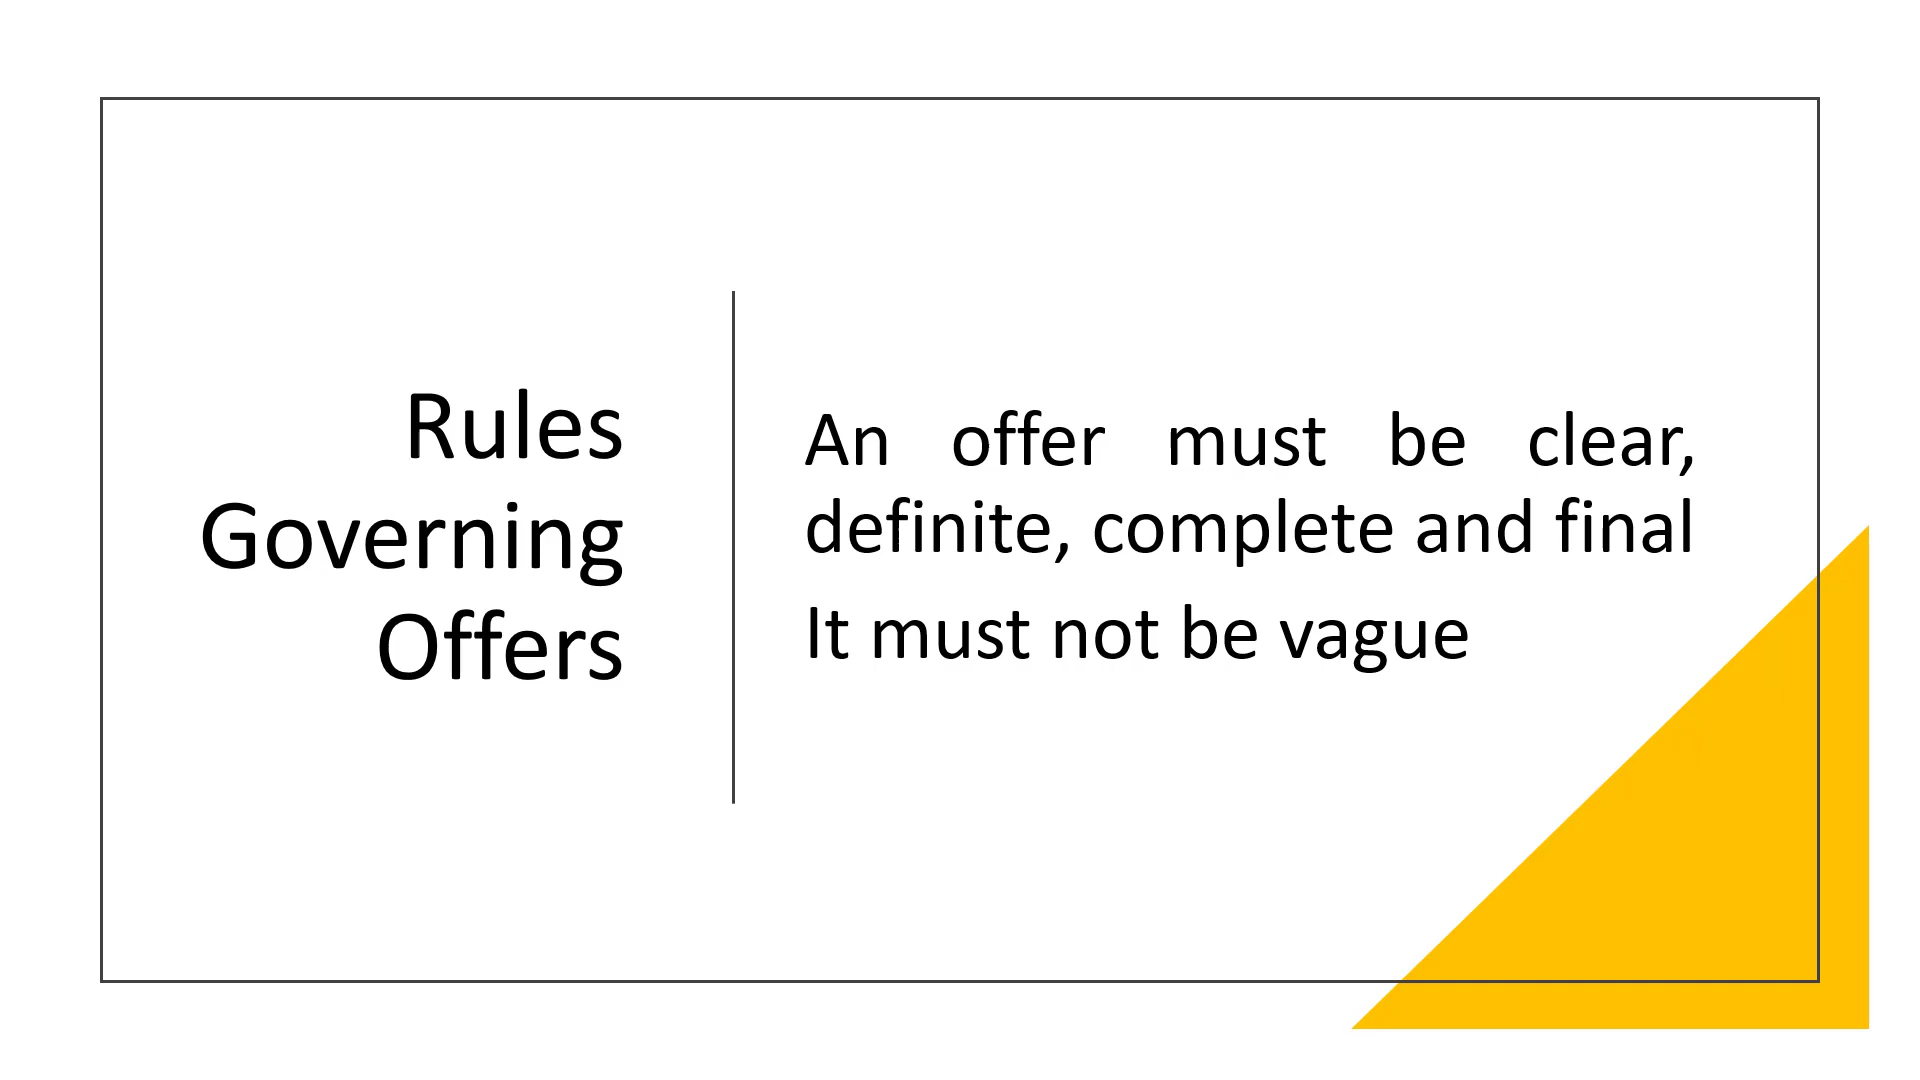 Rules
Governing
Offers
An offer must be clear,
definite, complete and final
It must not be vague